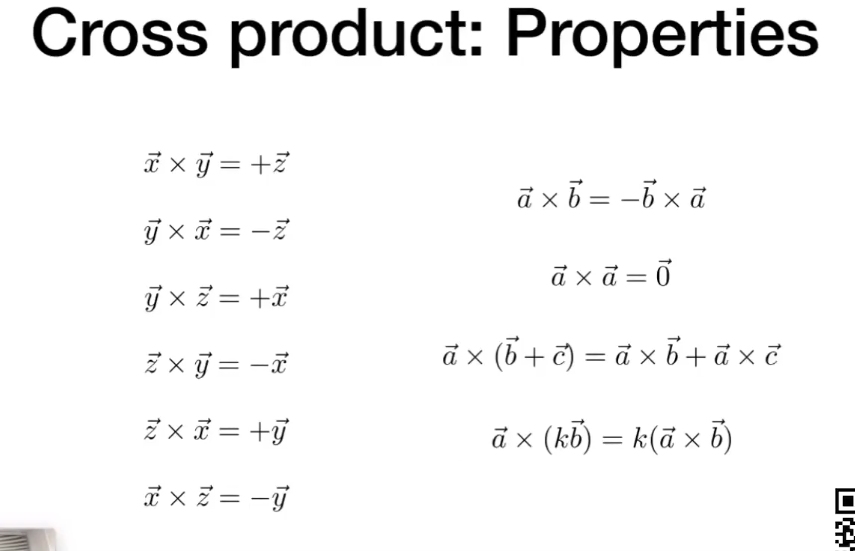 Cross product: Properties
$\vec{x} \times \vec{y} = +\vec{z}$
$\vec{y} \times \vec{x} = -\vec{z}$
$\vec{y} \times \vec{z} = +\vec{x}$
$\vec{z} \times \vec{y} = -\vec{x}$
$\vec{z} \times \vec{x} = +\vec{y}$
$\vec{x} \times \vec{z} = -\vec{y}$
$\vec{a} \times \vec{b} = -\vec{b} \times \vec{a}$
$\vec{a} \times \vec{a} = \vec{0}$
$\vec{a} \times (\vec{b} + \vec{c}) = \vec{a} \times \vec{b} + \vec{a} \times \vec{c}$
$\vec{a} \times (k\vec{b}) = k(\vec{a} \times \vec{b})$